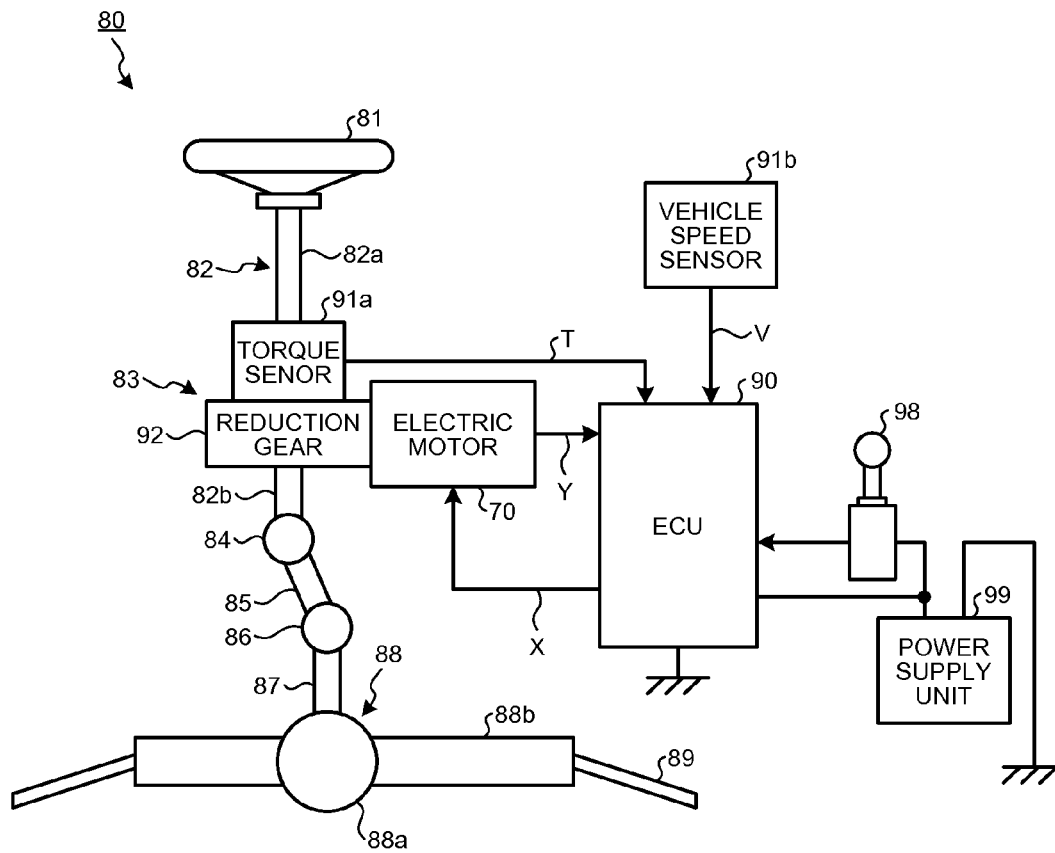 80
81
91b
VEHICLE
SPEED
SENSOR
82
82a
91a
V
T
TORQUE
SENOR
83
90
92
REDUCTION
GEAR
ELECTRIC
MOTOR
98
Y
82b
70
ECU
84
85
99
86
X
POWER
SUPPLY
UNIT
87
88
88b
89
88a